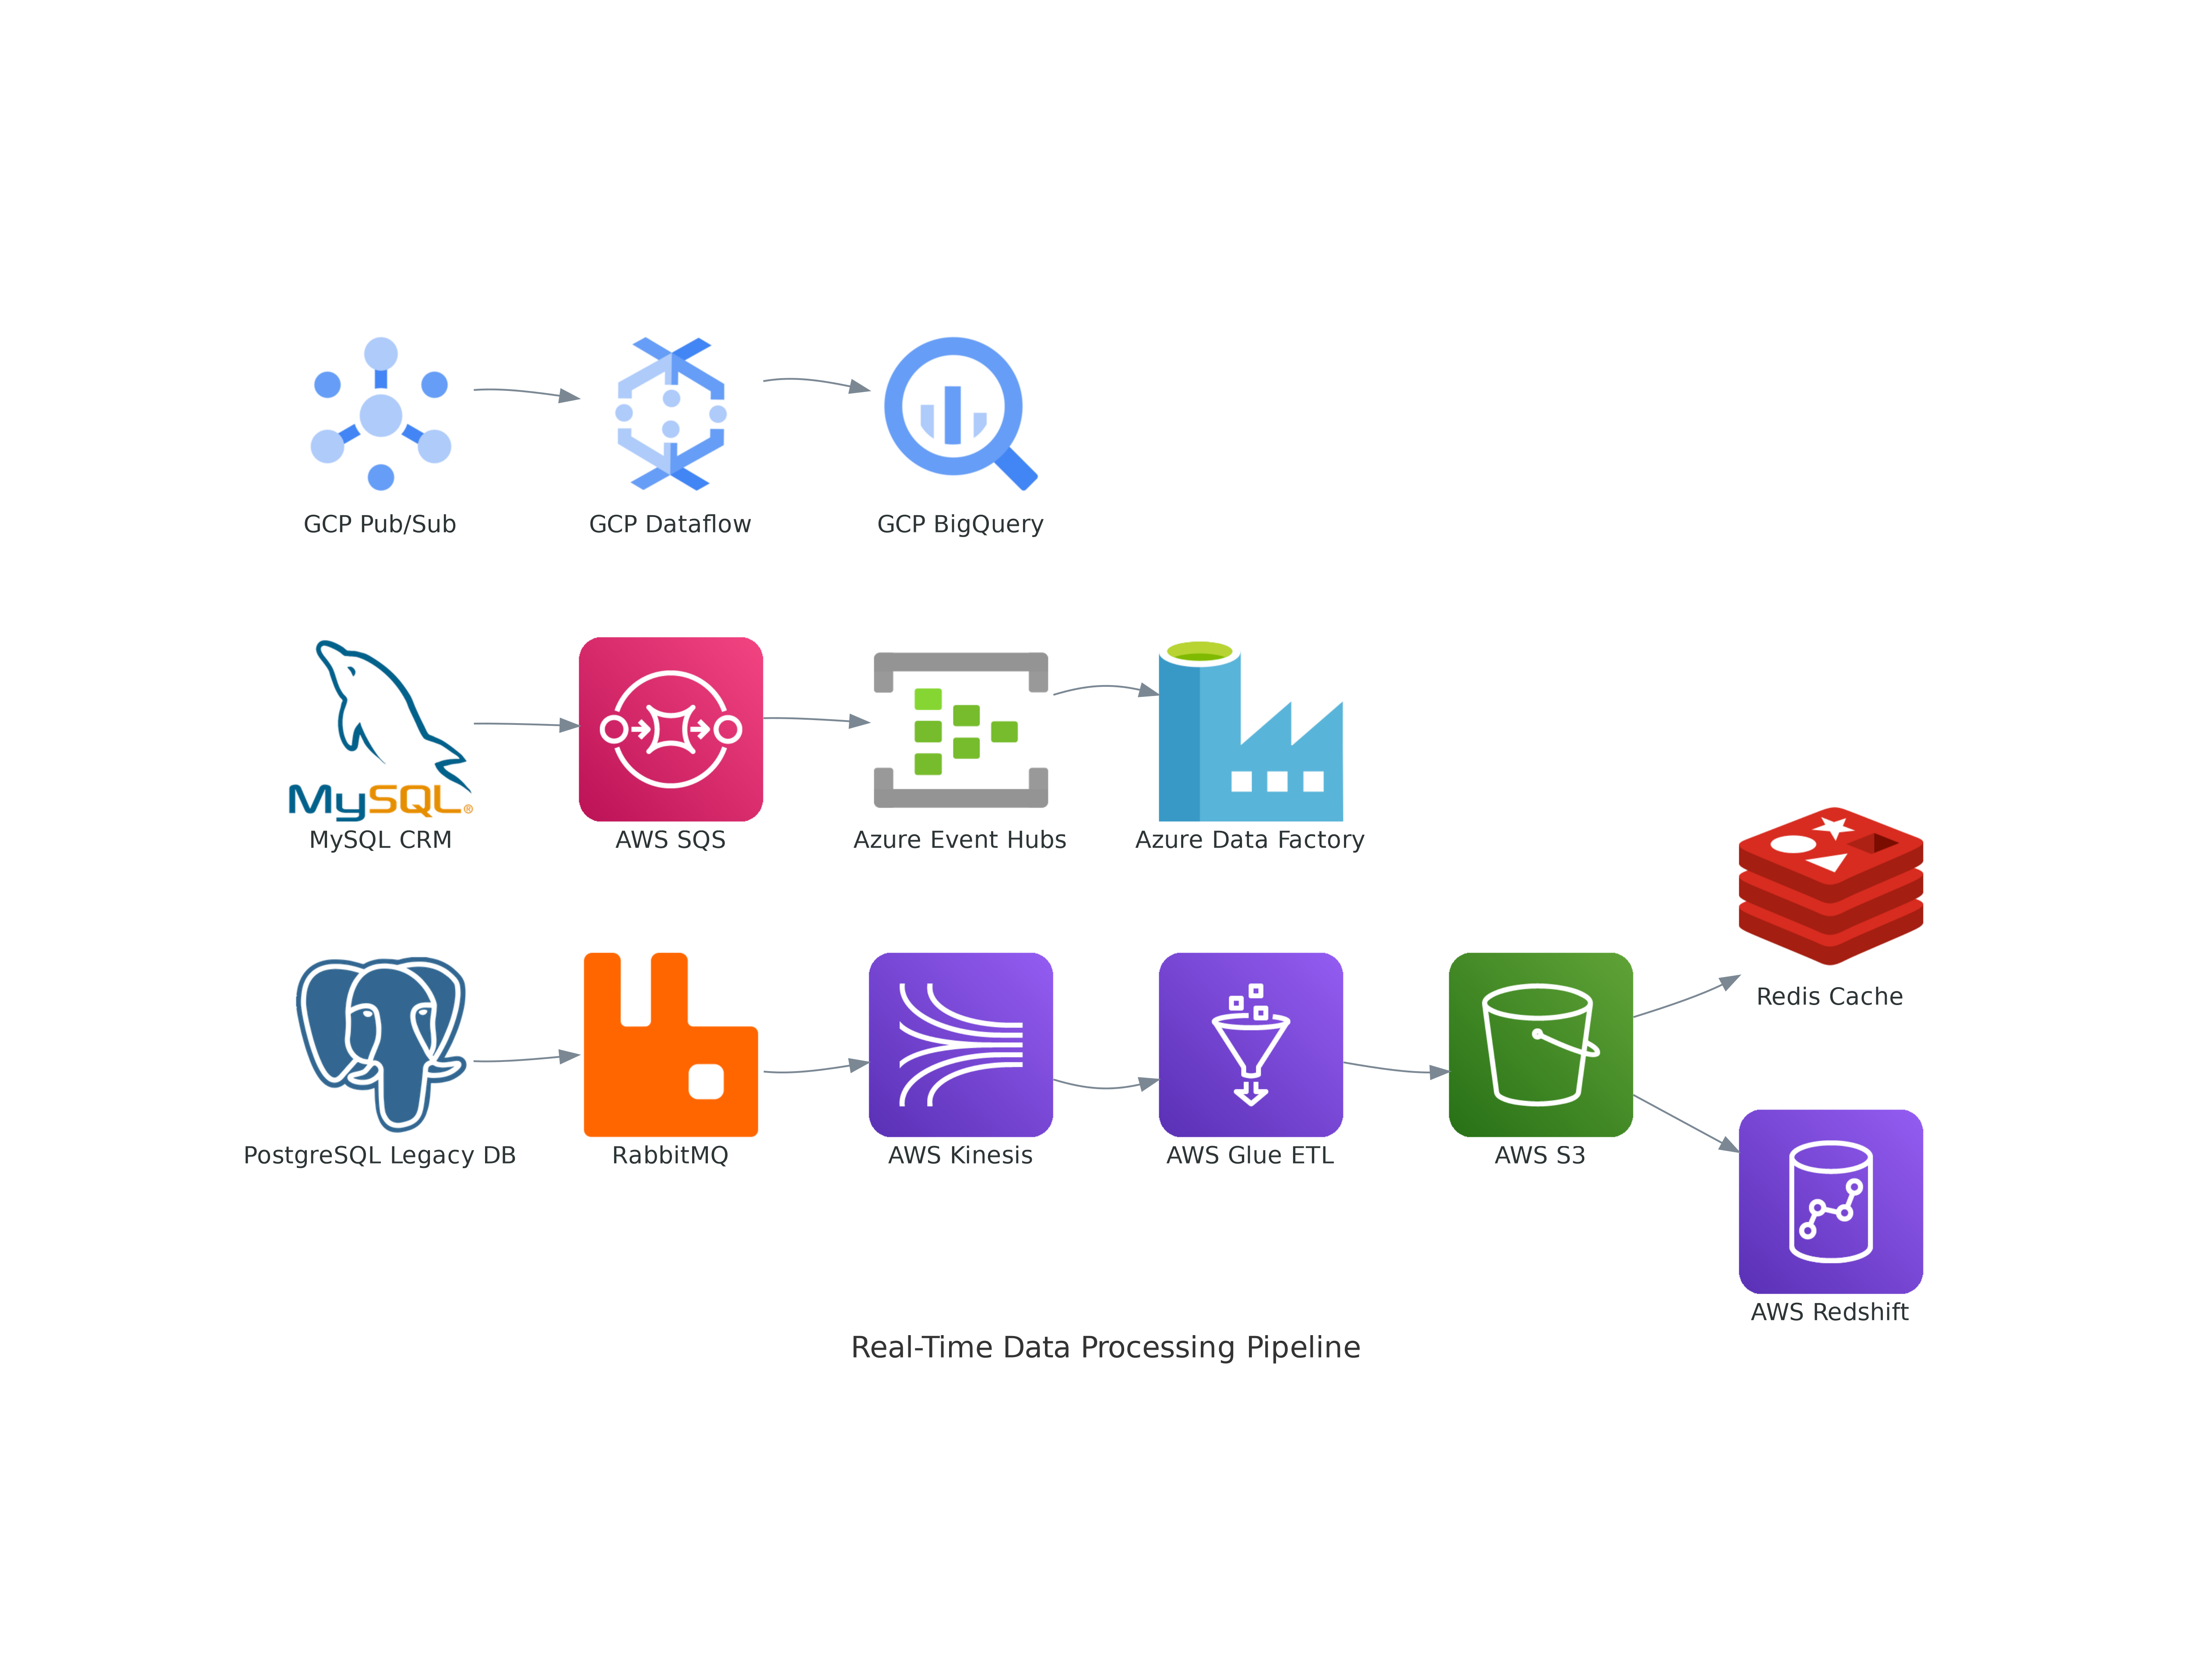 GCP Pub/Sub
GCP Dataflow
GCP BigQuery
MySQL®
MySQL CRM
AWS SQS
Azure Event Hubs
Azure Data Factory
Redis Cache
PostgreSQL Legacy DB
RabbitMQ
AWS Kinesis
AWS Glue ETL
AWS S3
AWS Redshift
Real-Time Data Processing Pipeline